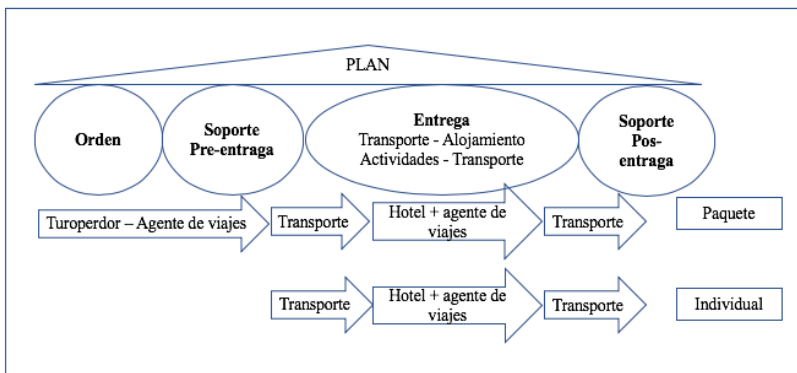 PLAN
Orden
Soporte
Pre-entraga
Entrega
Transporte - Alojamiento
Actividades - Transporte
Soporte
Pos-
entraga
Turoperdor – Agente de viajes
Transporte
Hotel + agente de
viajes
Transporte
Paquete
Transporte
Hotel + agente de
viajes
Transporte
Individual